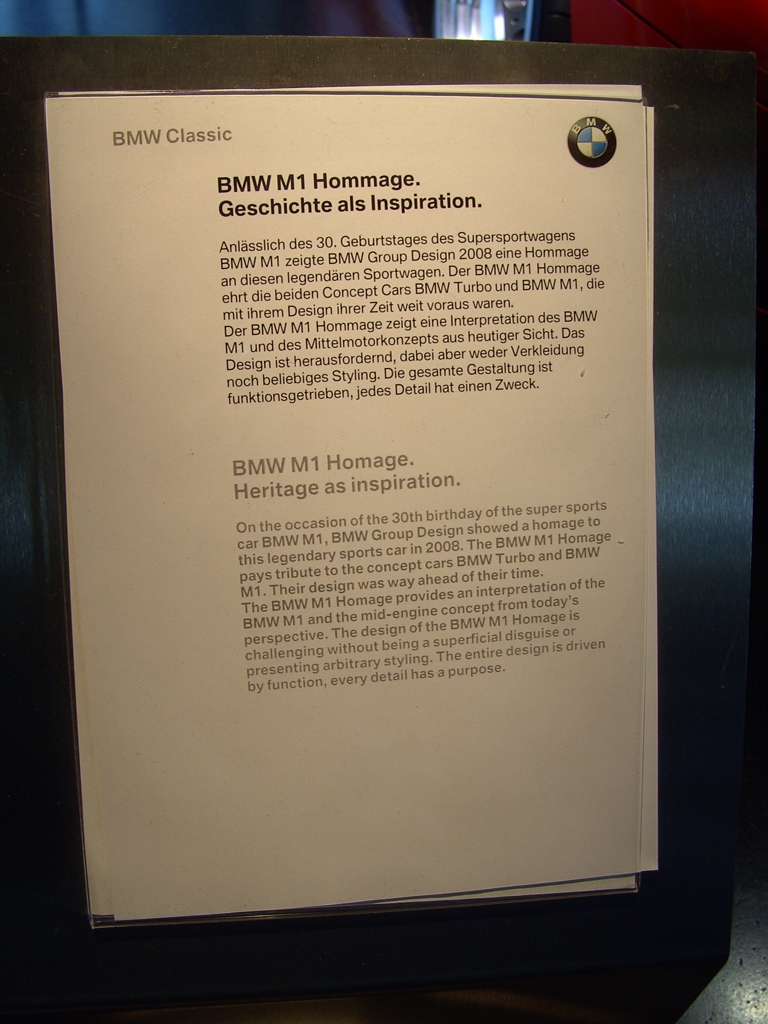 BMW Classic
BMW
BMW M1 Hommage.
Geschichte als Inspiration.
Anlässlich des 30. Geburtstages des Supersportwagens
BMW M1 zeigte BMW Group Design 2008 eine Hommage
an diesen legendären Sportwagen. Der BMW M1 Hommage
ehrt die beiden Concept Cars BMW Turbo und BMW M1, die
mit ihrem Design ihrer Zeit weit voraus waren.
Der BMW M1 Hommage zeigt eine Interpretation des BMW
M1 und des Mittelmotorkonzepts aus heutiger Sicht. Das
Design ist herausfordernd, dabei aber weder Verkleidung
noch beliebiges Styling. Die gesamte Gestaltung ist
funktionsgetrieben, jedes Detail hat einen Zweck.
BMW M1 Homage.
Heritage as inspiration.
On the occasion of the 30th birthday of the super sports
car BMW M1, BMW Group Design showed a homage to
this legendary sports car in 2008. The BMW M1 Homage
pays tribute to the concept cars BMW Turbo and BMW
M1. Their design was way ahead of their time.
The BMW M1 Homage provides an interpretation of the
BMW M1 and the mid-engine concept from today's
perspective. The design of the BMW M1 Homage is
challenging without being a superficial disguise or
presenting arbitrary styling. The entire design is driven
by function, every detail has a purpose.